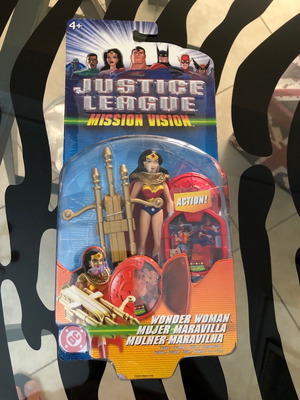 4+
JUSTICE
LEAGUE
MISSION VISION
ACTION!
WONDER WOMAN
MUJER MARAVILLA
MULHER-MARAVILHA
DC